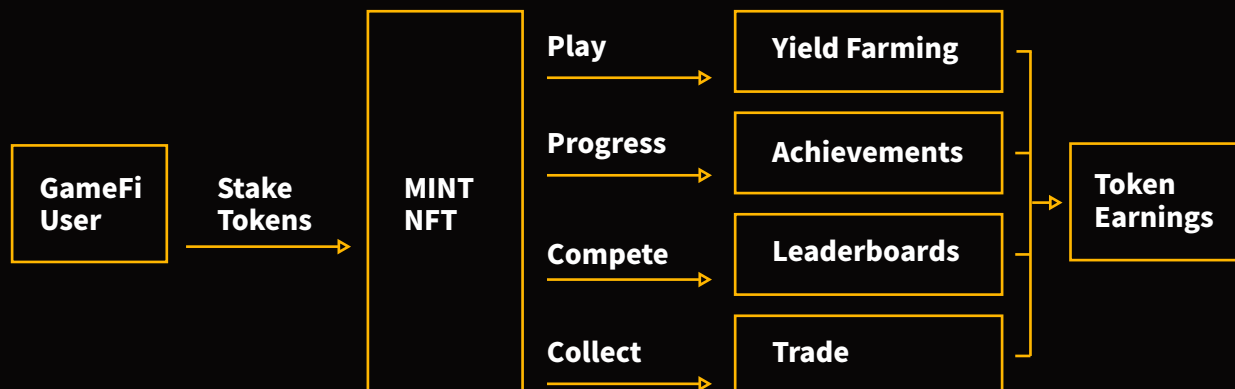 GameFi
User
Stake
Tokens
MINT
NFT
Play
Yield Farming
Progress
Achievements
Compete
Leaderboards
Collect
Trade
Token
Earnings